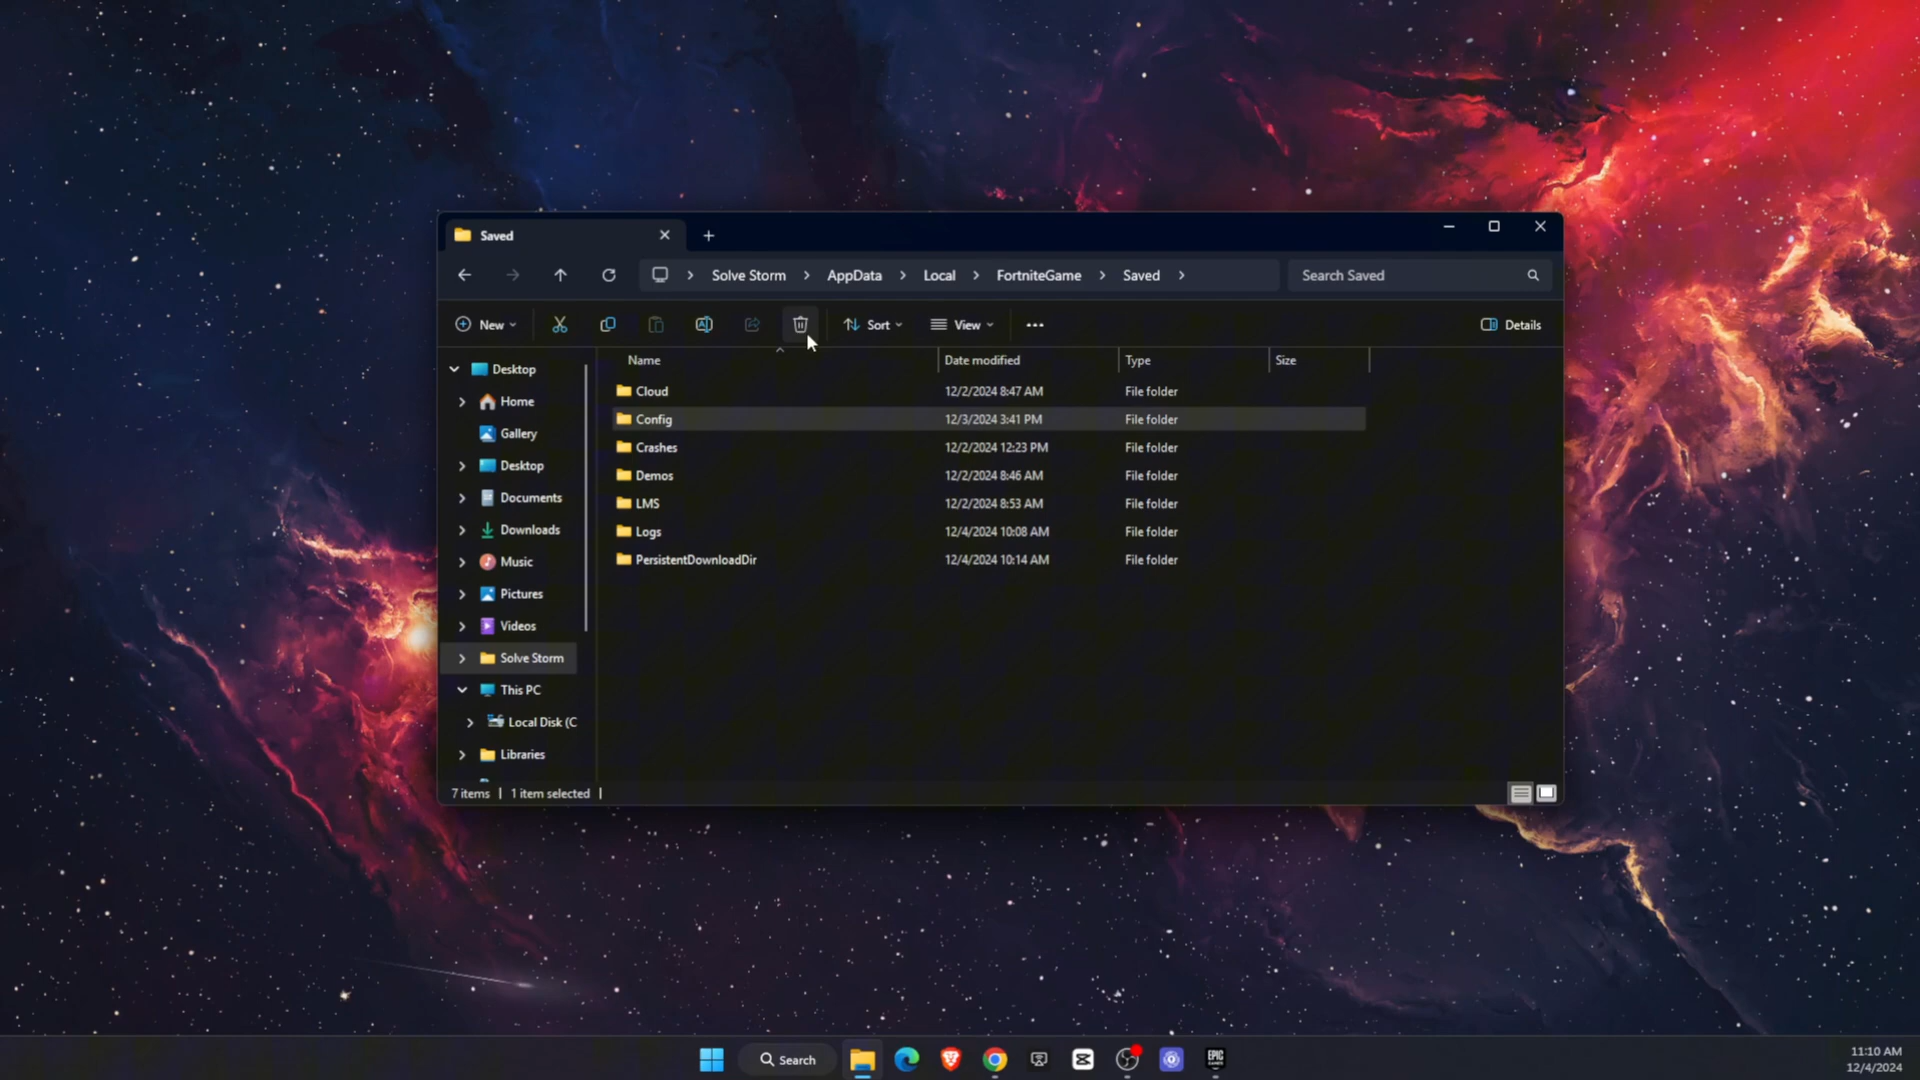 Saved
Solve Storm > AppData > Local > FortniteGame > Saved >
Search Saved
New
Sort
View
Details
Name Date modified Type Size
Cloud 12/2/2024 8:47 AM File folder
Config 12/3/2024 3:41 PM File folder
Crashes 12/2/2024 12:23 PM File folder
Demos 12/2/2024 8:46 AM File folder
LMS 12/2/2024 8:53 AM File folder
Logs 12/4/2024 10:08 AM File folder
PersistentDownloadDir 12/4/2024 10:14 AM File folder
Desktop
Home
Gallery
Desktop
Documents
Downloads
Music
Pictures
Videos
Solve Storm
This PC
Local Disk (C
Libraries
7 items | 1 item selected |
Search
EPIC
GAMES
11:10 AM
12/4/2024